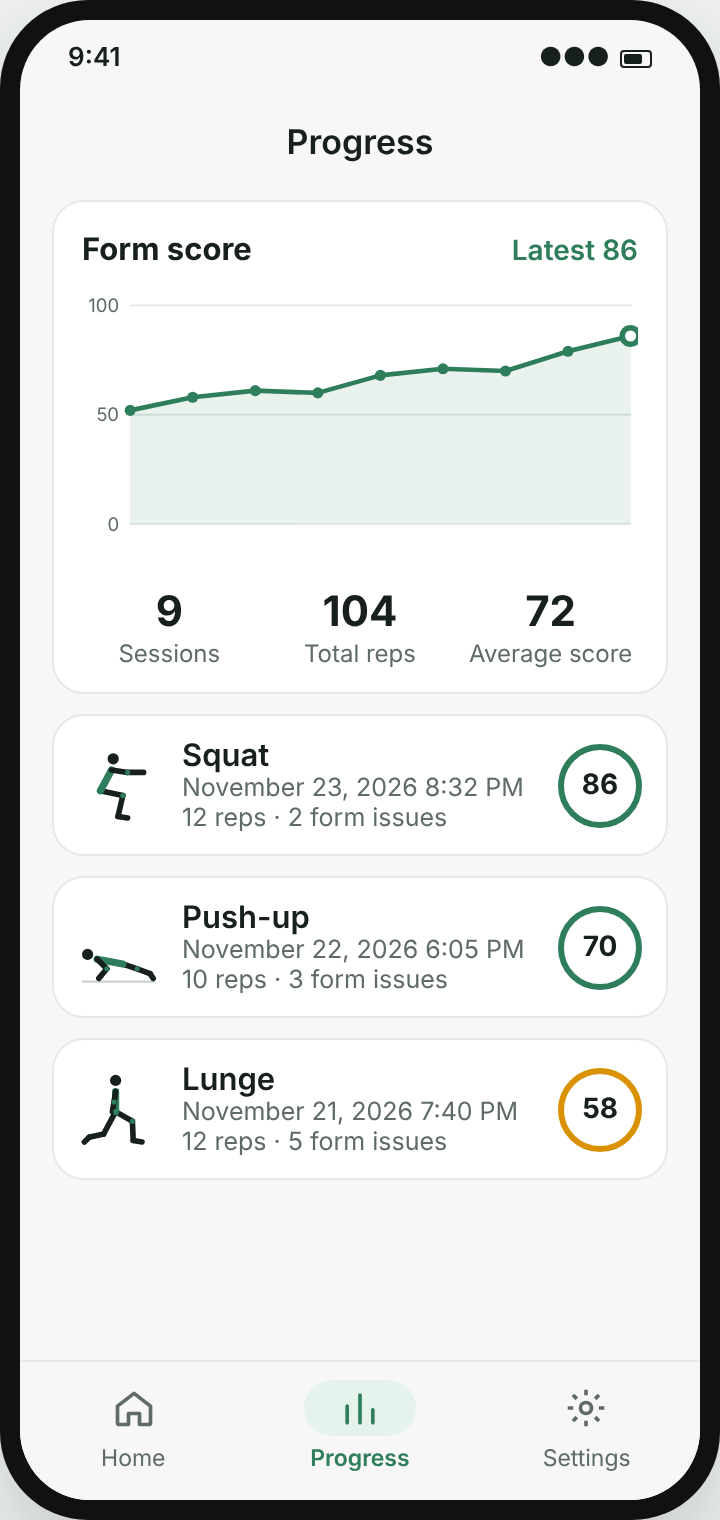 9:41
Progress
Form score
Latest 86
100
50
0
9
104
72
Sessions
Total reps
Average score
Squat
November 23, 2026 8:32 PM
12 reps · 2 form issues
86
Push-up
November 22, 2026 6:05 PM
10 reps · 3 form issues
70
Lunge
November 21, 2026 7:40 PM
12 reps · 5 form issues
58
Home
Progress
Settings